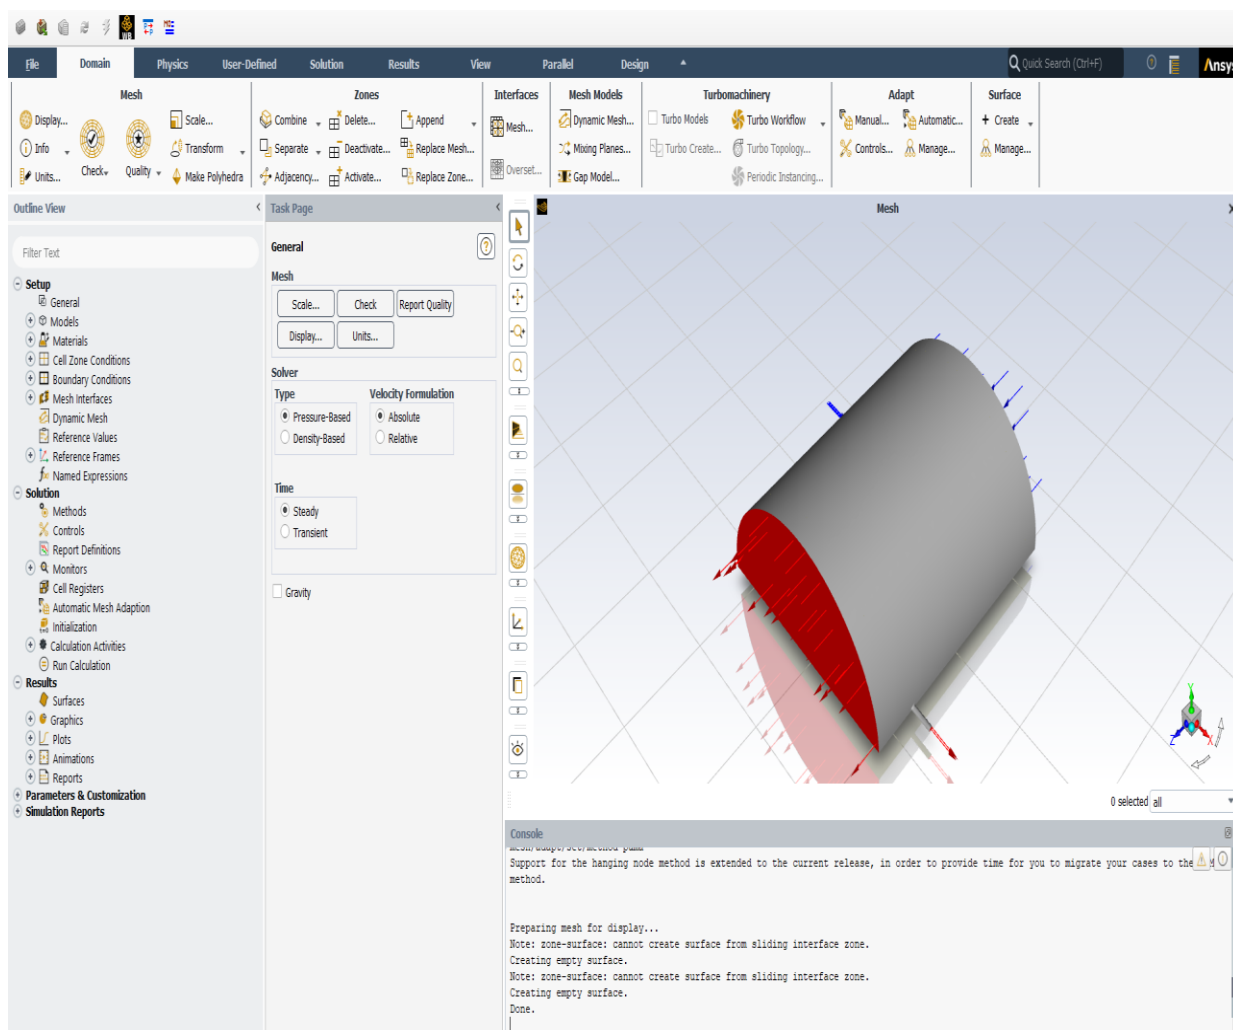 WB
File Domain Physics User-Defined Solution Results View Parallel Design Quick Search (Ctrl+F) Ansys
Mesh Zones Interfaces Mesh Models Turbomachinery Adapt Surface
Display... Scale... Combine Delete... Append Mesh... Dynamic Mesh... Turbo Models Turbo Workflow Manual... Automatic... + Create
Info Check Quality Transform Separate Deactivate... Replace Mesh... Mixing Planes... Turbo Create... Turbo Topology... Controls... Manage... Manage...
Units... Make Polyhedra Adjacency... Activate... Replace Zone... Overset... Gap Model... Periodic Instancing...
Outline View
Filter Text
Setup
General
Models
Materials
Cell Zone Conditions
Boundary Conditions
Mesh Interfaces
Dynamic Mesh
Reference Values
Reference Frames
Named Expressions
Solution
Methods
Controls
Report Definitions
Monitors
Cell Registers
Automatic Mesh Adaption
Initialization
Calculation Activities
Run Calculation
Results
Surfaces
Graphics
Plots
Animations
Reports
Parameters & Customization
Simulation Reports
Task Page
General
Mesh
Scale... Check Report Quality
Display... Units...
Solver
Type Velocity Formulation
Pressure-Based Absolute
Density-Based Relative
Time
Steady
Transient
Gravity
Mesh
Y
Z X
0 selected all
Console
Support for the hanging node method is extended to the current release, in order to provide time for you to migrate your cases to the
method.
Preparing mesh for display...
Note: zone-surface: cannot create surface from sliding interface zone.
Creating empty surface.
Note: zone-surface: cannot create surface from sliding interface zone.
Creating empty surface.
Done.